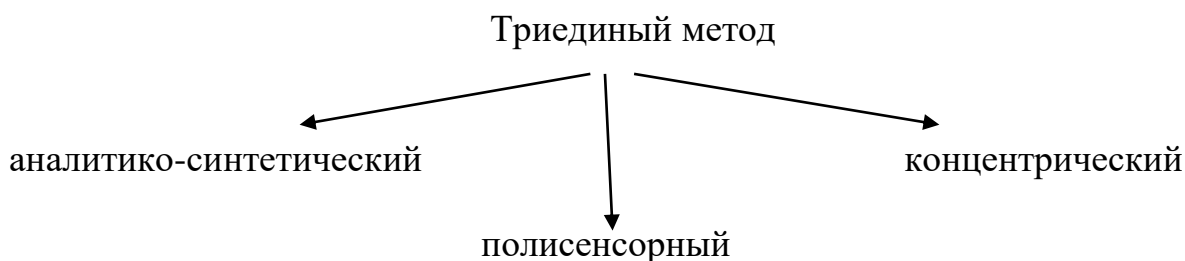 Триединый метод
аналитико-синтетический
концентрический
полисенсорный